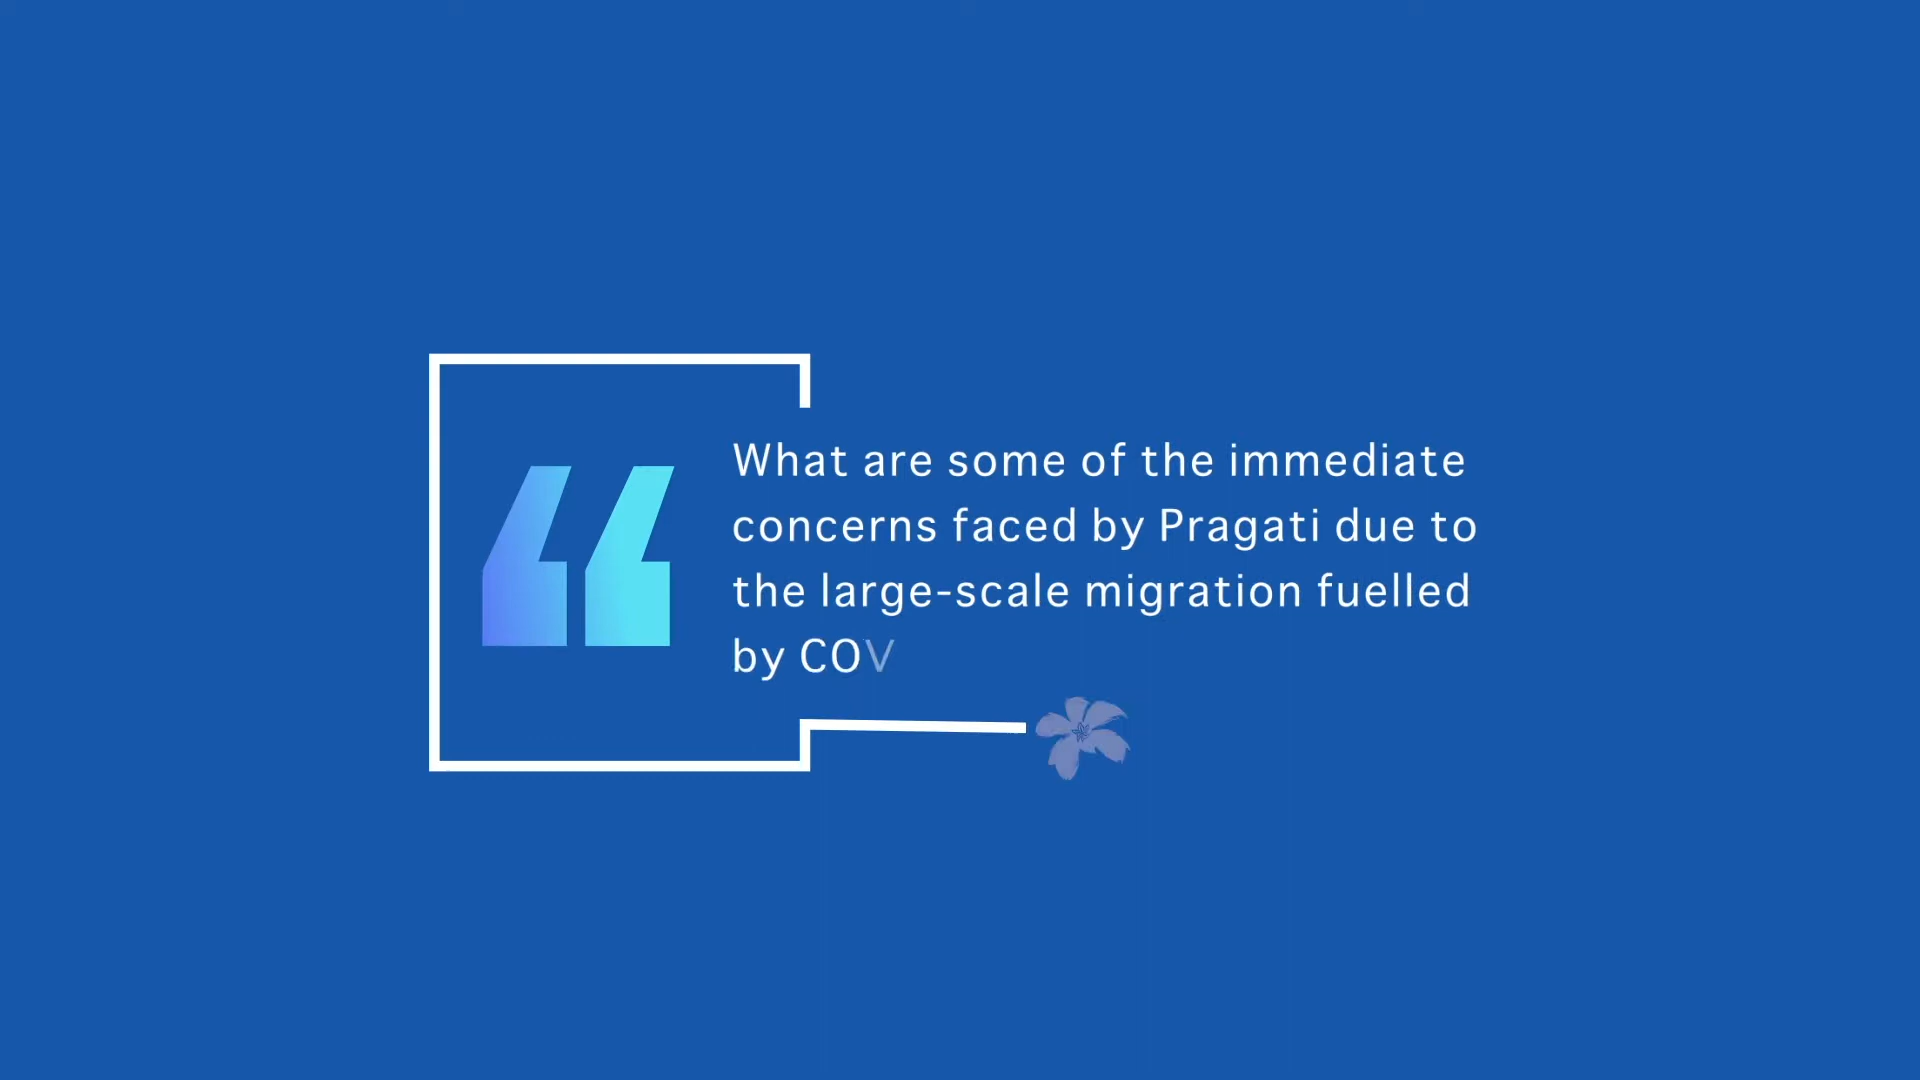 What are some of the immediate
concerns faced by Pragati due to
the large-scale migration fuelled
by COV